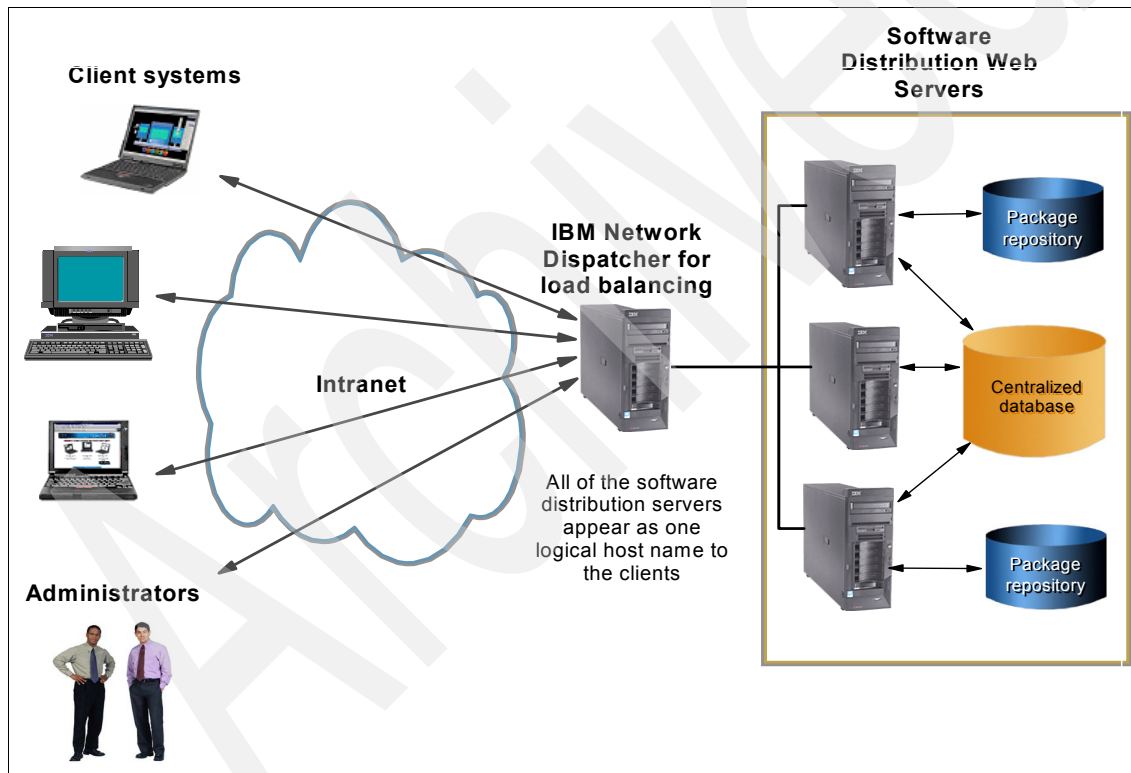 Client systems
Software
Distribution Web
Servers
IBM Network
Dispatcher for
load balancing
Intranet
Package
repository
Centralized
database
All of the software
distribution servers
appear as one
logical host name to
the clients
Package
repository
Administrators